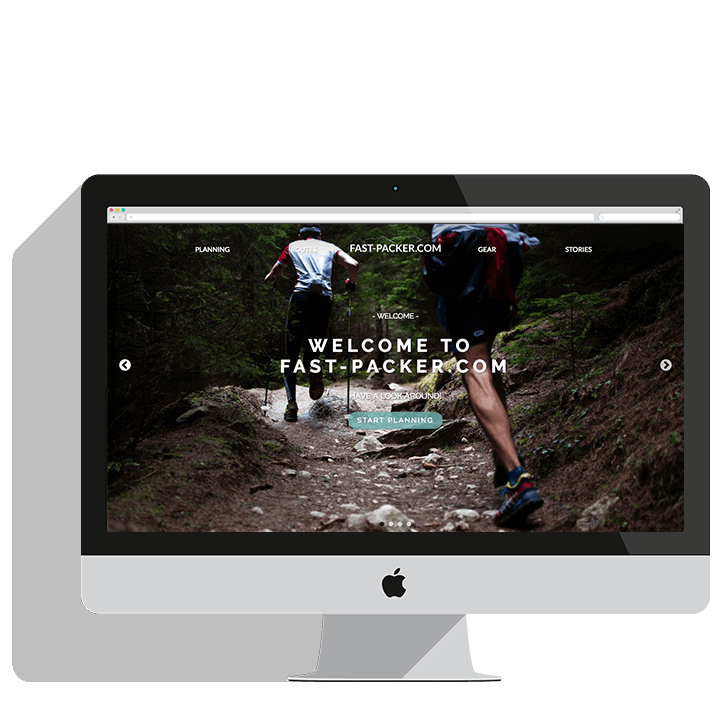 PLANNING
ROUTES
FAST-PACKER.COM
GEAR
STORIES
- WELCOME -
WELCOME TO
FAST-PACKER.COM
HAVE A LOOK AROUND!
START PLANNING